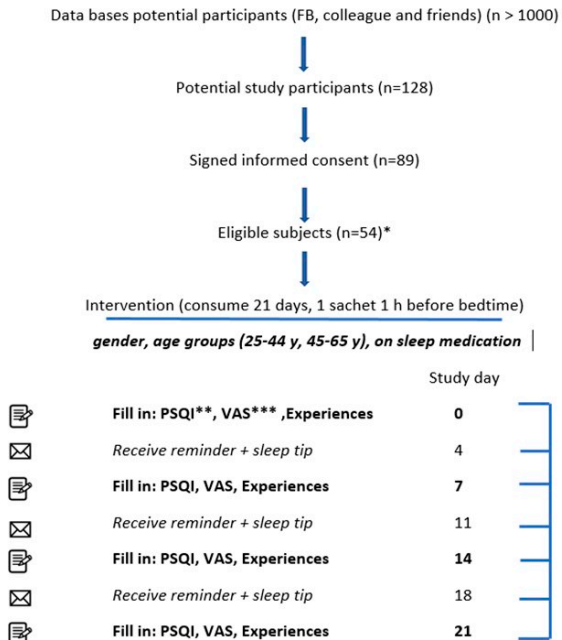 Data bases potential participants (FB, colleague and friends) (n > 1000)
Potential study participants (n=128)
Signed informed consent (n=89)
Eligible subjects (n=54)*
Intervention (consume 21 days, 1 sachet 1 h before bedtime)
gender, age groups (25-44 y, 45-65 y), on sleep medication
Study day
Fill in: PSQI**, VAS*** ,Experiences 0
Receive reminder + sleep tip 4
Fill in: PSQI, VAS, Experiences 7
Receive reminder + sleep tip 11
Fill in: PSQI, VAS, Experiences 14
Receive reminder + sleep tip 18
Fill in: PSQI, VAS, Experiences 21